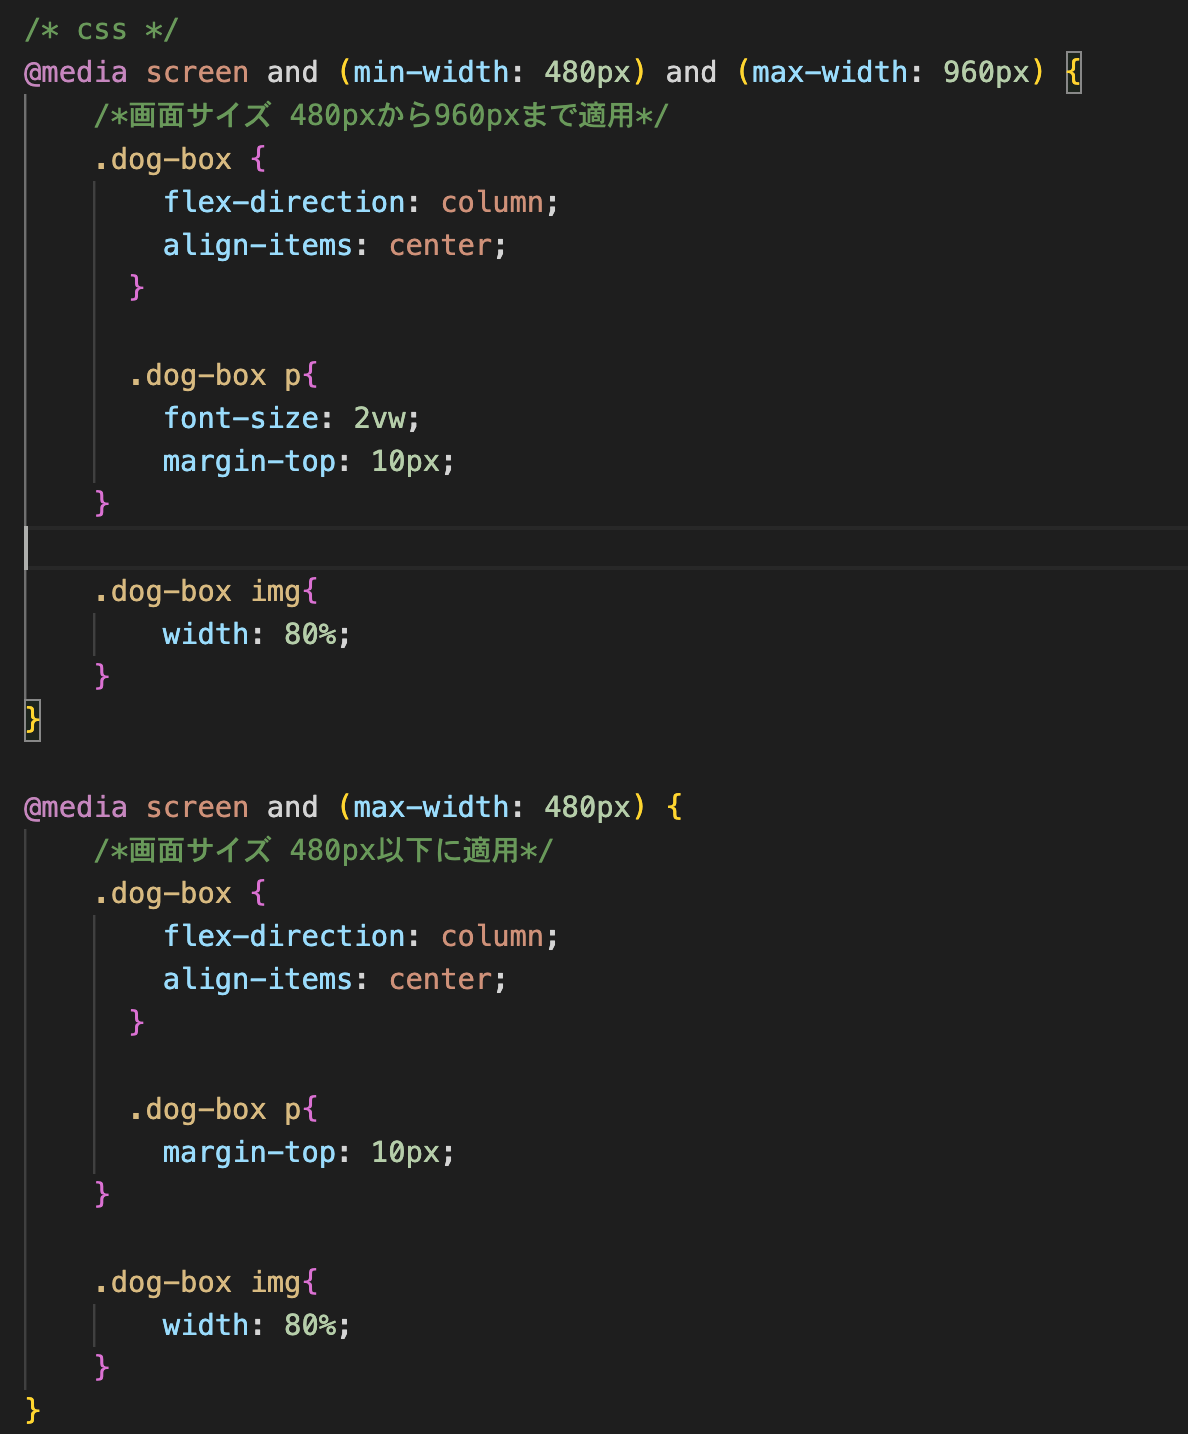 /* css */
@media screen and (min-width: 480px) and (max-width: 960px) {
    /*画面サイズ 480pxから960pxまで適用*/
    .dog-box {
        flex-direction: column;
        align-items: center;
      }

      .dog-box p{
        font-size: 2vw;
        margin-top: 10px;
    }

    .dog-box img{
        width: 80%;
    }
}

@media screen and (max-width: 480px) {
    /*画面サイズ 480px以下に適用*/
    .dog-box {
        flex-direction: column;
        align-items: center;
      }

      .dog-box p{
        margin-top: 10px;
    }

    .dog-box img{
        width: 80%;
    }
}